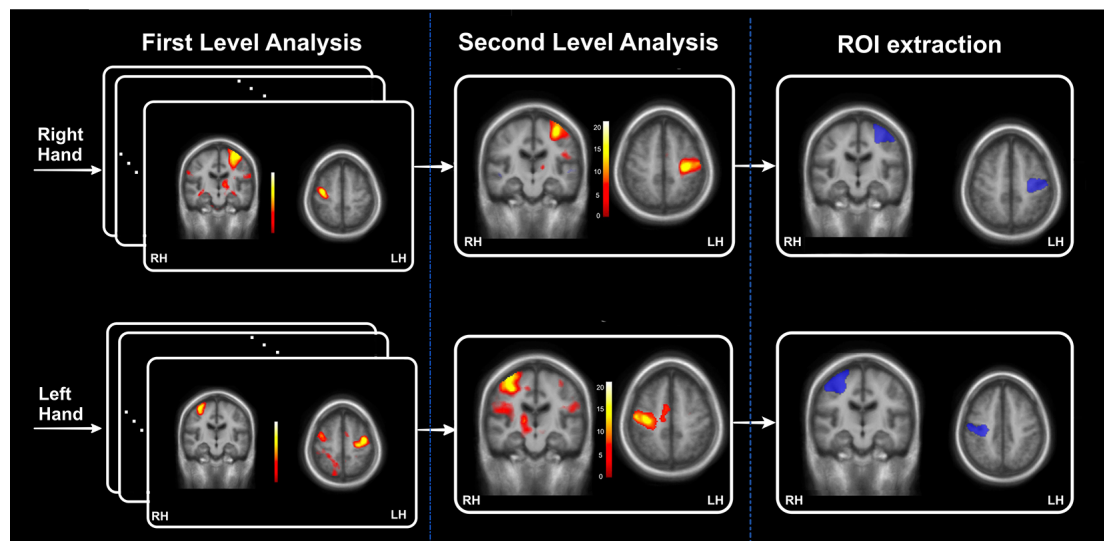 First Level Analysis
Second Level Analysis
ROI extraction
Right
Hand
RH
LH
20
15
10
5
0
RH
LH
RH
LH
Left
Hand
RH
LH
20
15
10
5
0
RH
LH
RH
LH